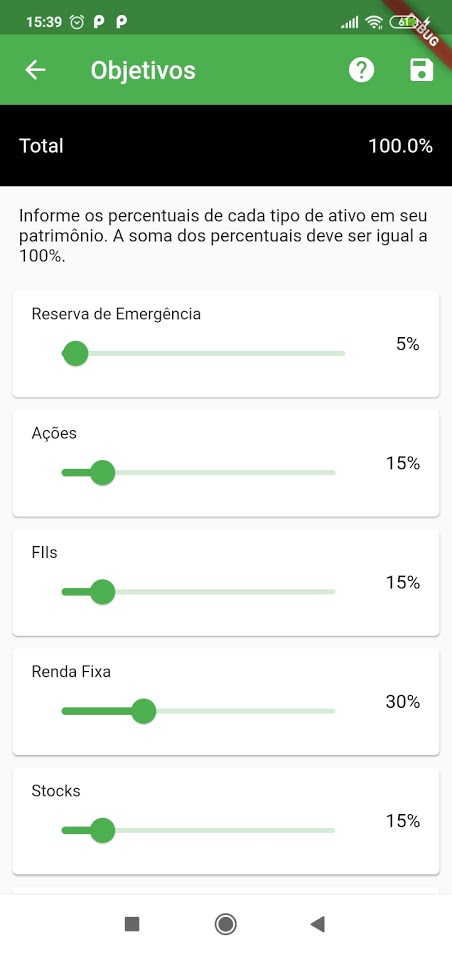 15:39
61
DEBUG
Objetivos
Total 100.0%
Informe os percentuais de cada tipo de ativo em seu
patrimônio. A soma dos percentuais deve ser igual a
100%.
Reserva de Emergência
5%
Ações
15%
FIIs
15%
Renda Fixa
30%
Stocks
15%